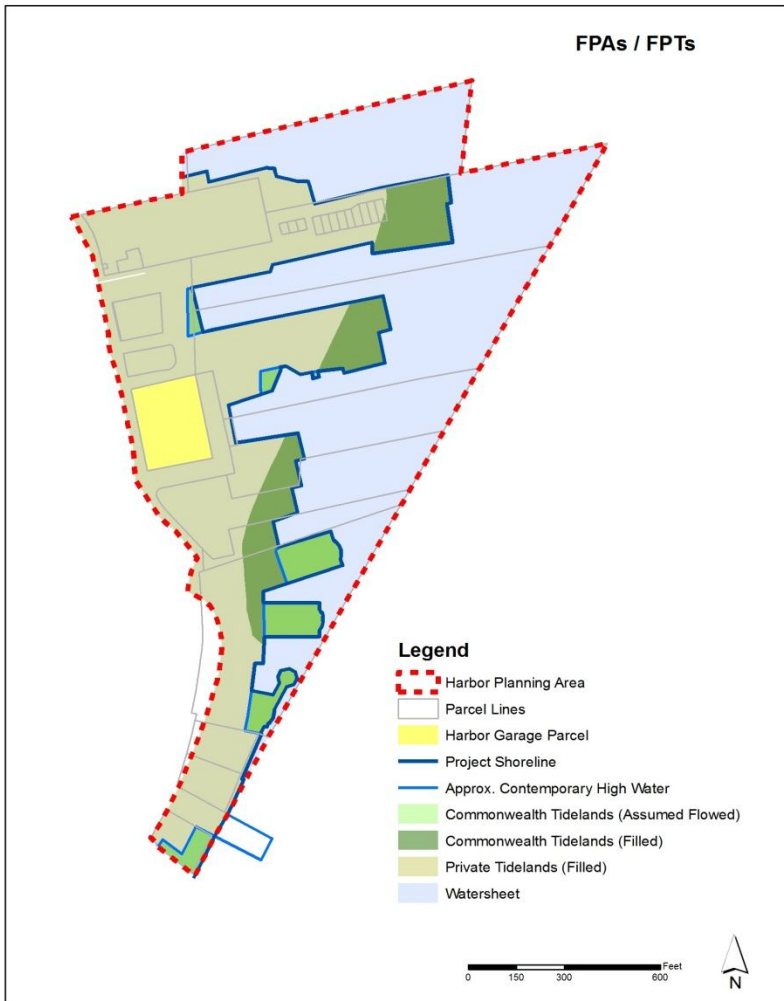 FPAs / FPTs
Legend
Harbor Planning Area
Parcel Lines
Harbor Garage Parcel
Project Shoreline
Approx. Contemporary High Water
Commonwealth Tidelands (Assumed Flowed)
Commonwealth Tidelands (Filled)
Private Tidelands (Filled)
Watersheet
Feet
0 150 300 600
N